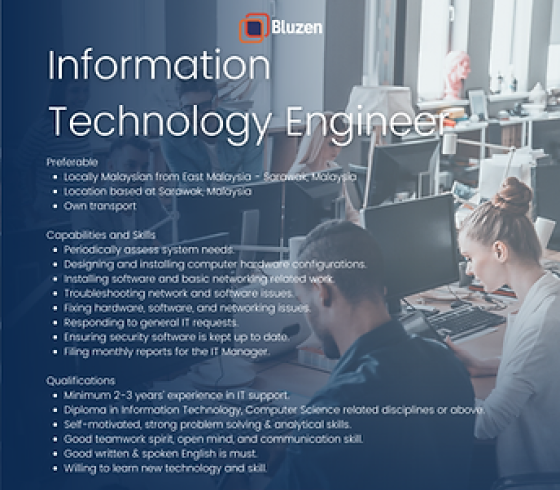 Bluzen
Information
Technology Engineer
Preferable
• Locally Malaysian from East Malaysia - Sarawak, Malaysia
• Location based at Sarawak, Malaysia
• Own transport
Capabilities and Skills
• Periodically assess system needs.
• Designing and installing computer hardware configurations.
• Installing software and basic networking related work.
• Troubleshooting network and software issues.
• Fixing hardware, software, and networking issues.
• Responding to general IT requests.
• Ensuring security software is kept up to date.
• Filing monthly reports for the IT Manager.
Qualifications
• Minimum 2-3 years' experience in IT support.
• Diploma in Information Technology, Computer Science related disciplines or above.
• Self-motivated, strong problem solving & analytical skills.
• Good teamwork spirit, open mind, and communication skill.
• Good written & spoken English is must.
• Willing to learn new technology and skill.